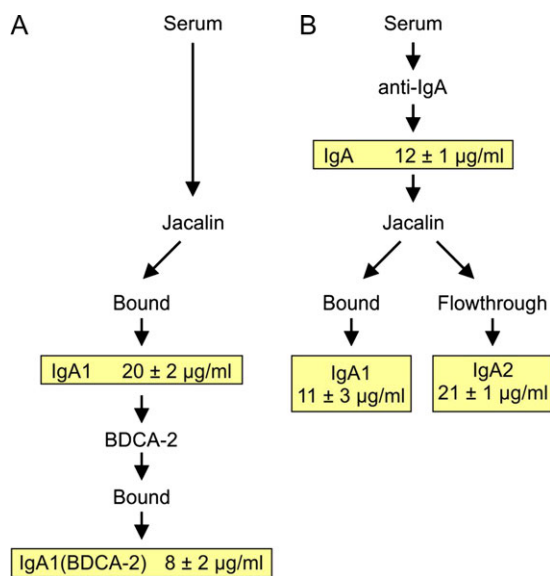 A
Serum
Jacalin
Bound
IgA1 20 ± 2 µg/ml
BDCA-2
Bound
IgA1(BDCA-2) 8 ± 2 µg/ml
B
Serum
anti-IgA
IgA 12 ± 1 µg/ml
Jacalin
Bound
IgA1
11 ± 3 µg/ml
Flowthrough
IgA2
21 ± 1 µg/ml